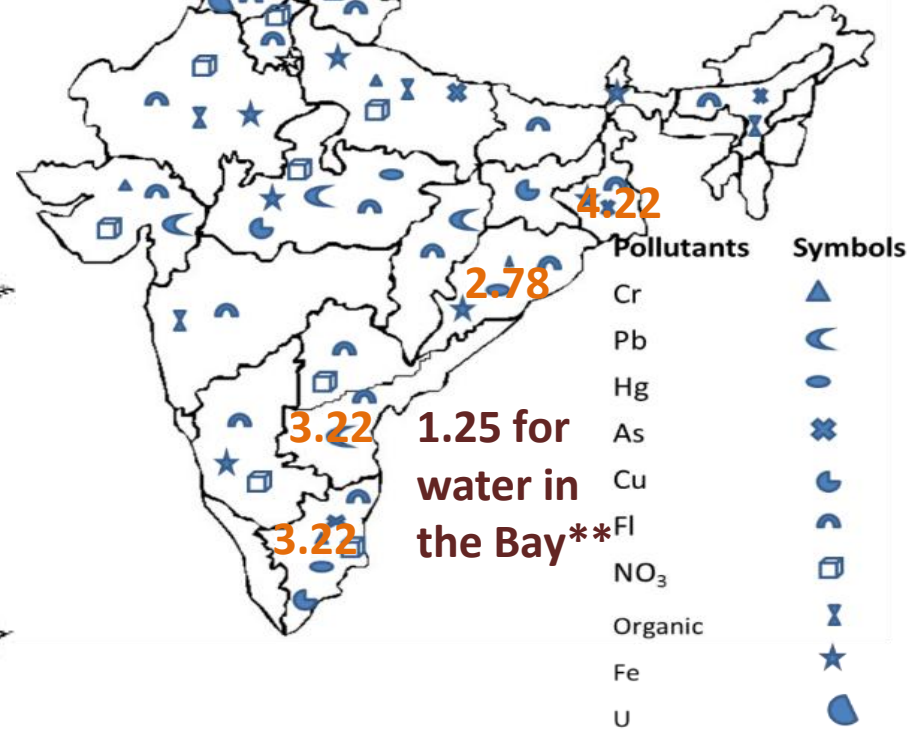 4.22
Pollutants Symbols
2.78
Cr
Pb
Hg
3.22
1.25 for
water in
the Bay**
As
Cu
3.22
Fl
NO₃
Organic
Fe
U